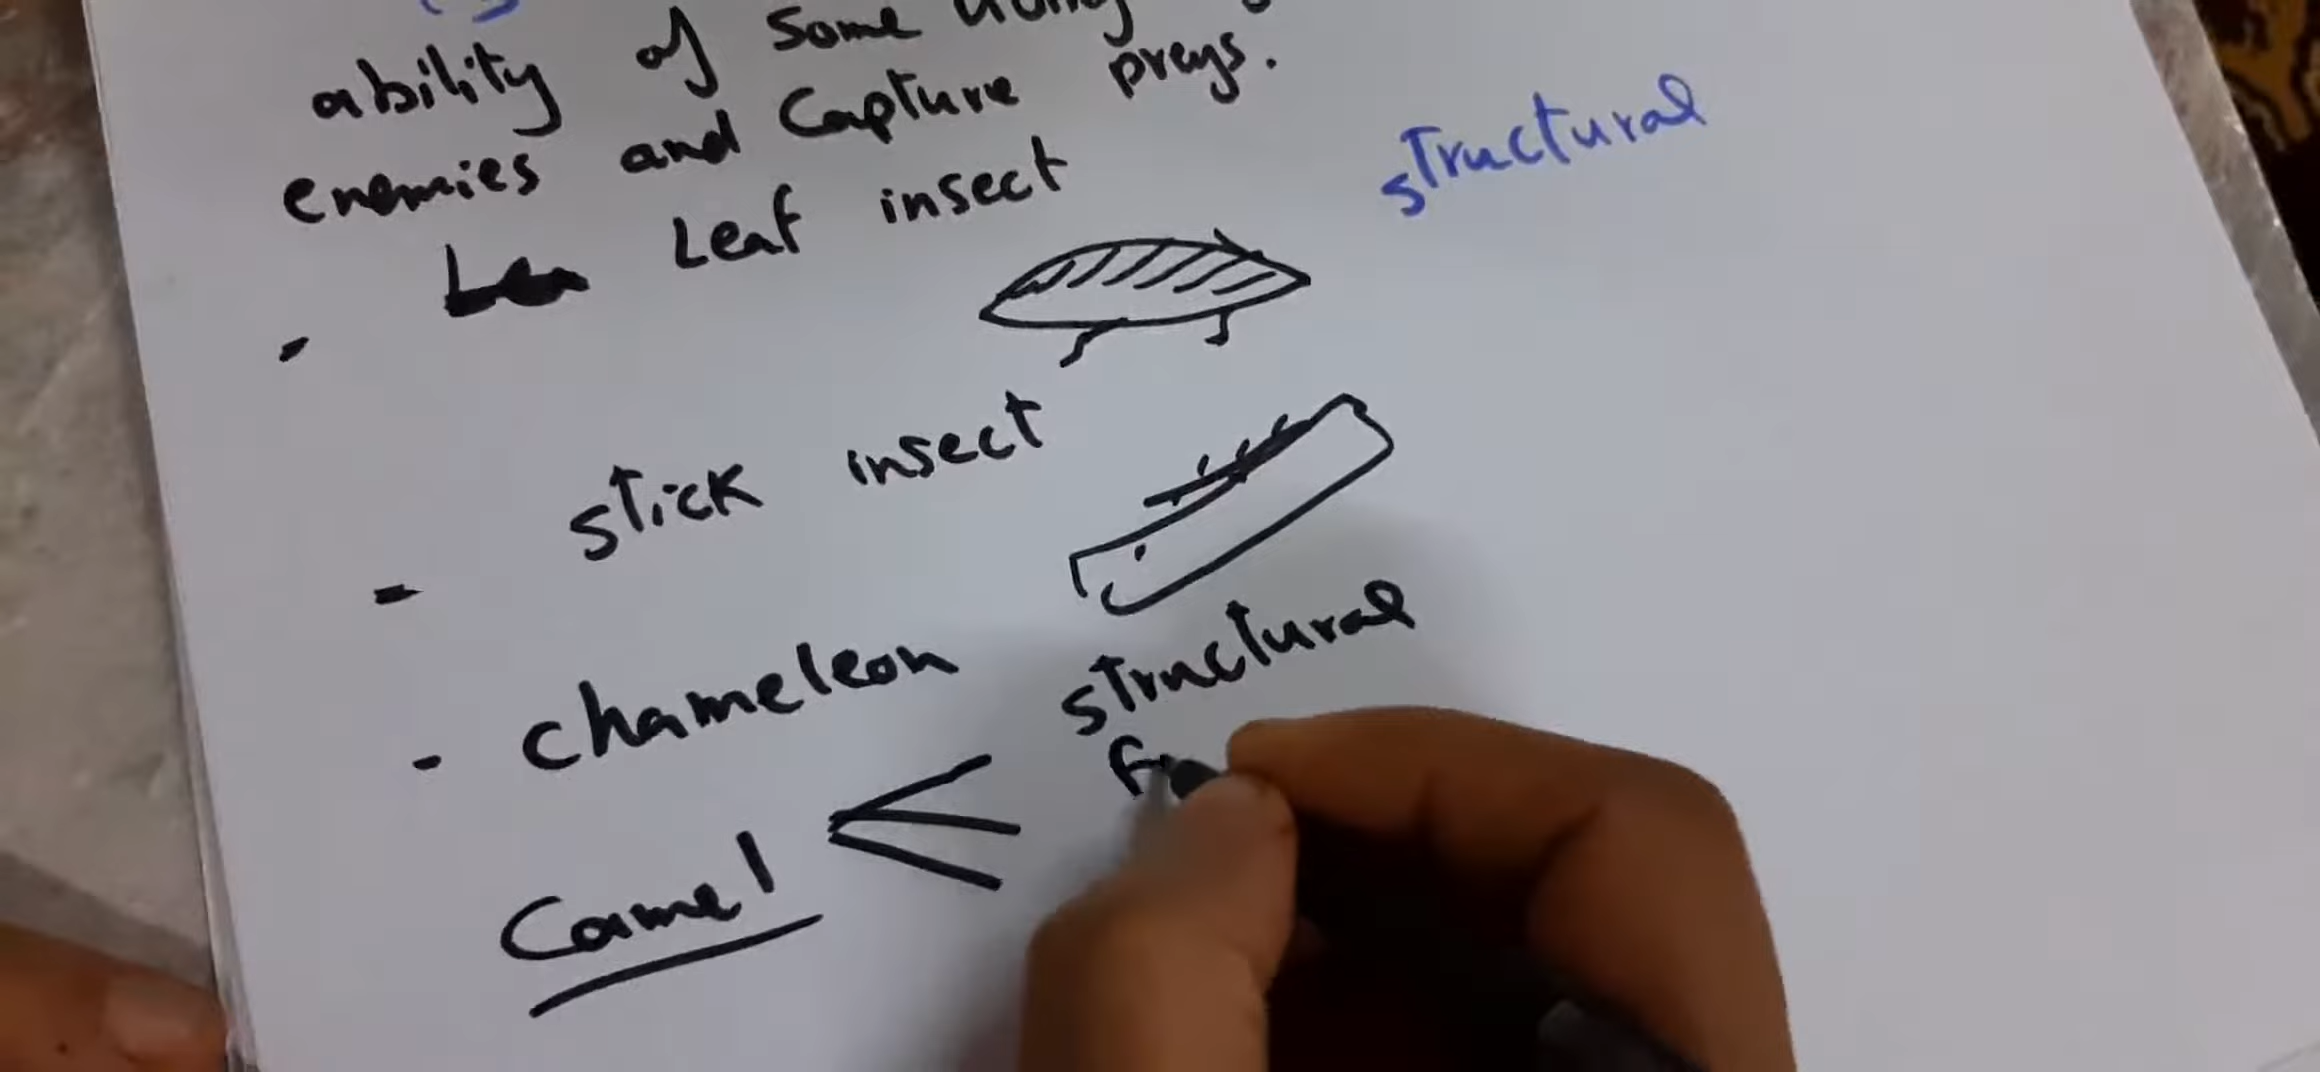 ability of some
enemies and Capture preys.
Leaf insect
structural
stick insect
- chameleon
structural
Camel